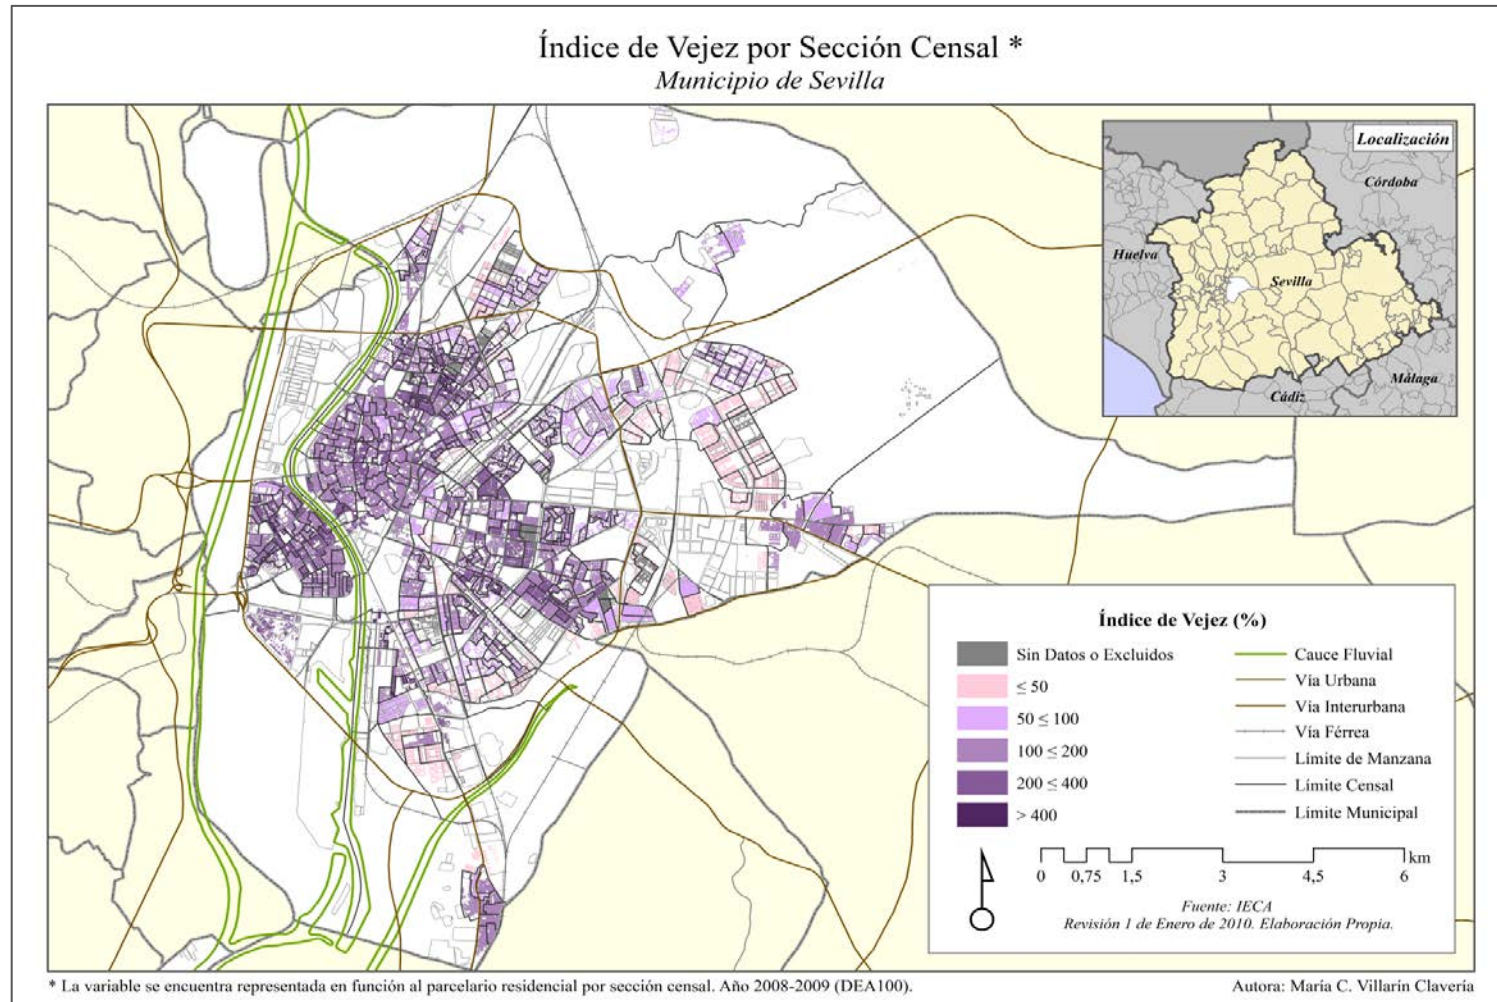 Índice de Vejez por Sección Censal *
Municipio de Sevilla
Localización
Córdoba
Huelva
Sevilla
Málaga
Cádiz
Índice de Vejez (%)
Sin Datos o Excluidos
≤ 50
50 ≤ 100
100 ≤ 200
200 ≤ 400
> 400
Cauce Fluvial
Vía Urbana
Vía Interurbana
Vía Férrea
Límite de Manzana
Límite Censal
Límite Municipal
km
0 0,75 1,5 3 4,5 6
Fuente: IECA
Revisión 1 de Enero de 2010. Elaboración Propia.
* La variable se encuentra representada en función al parcelario residencial por sección censal. Año 2008-2009 (DEA100).
Autora: María C. Villarín Clavería